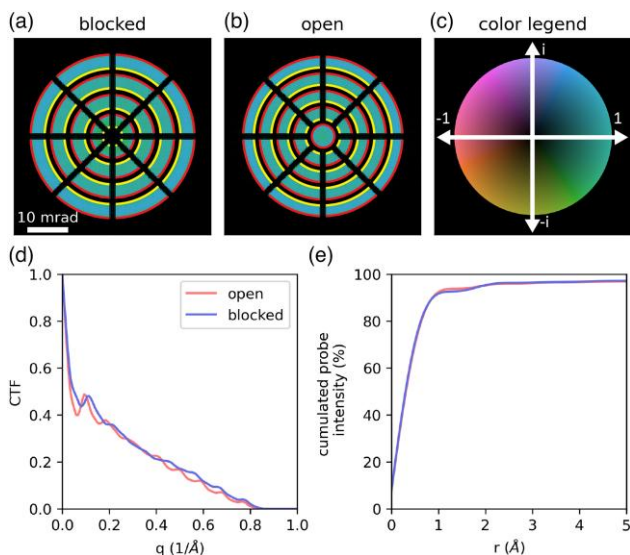 (a) blocked
(b) open
(c) color legend
i
-1 1
-i
10 mrad
(d)
1.0
0.8
0.6
0.4
0.2
0.0
CTF
open
blocked
0.0 0.2 0.4 0.6 0.8 1.0
q (1/Å)
(e)
100
80
60
40
20
0
cumulated probe
intensity (%)
0 1 2 3 4 5
r (Å)